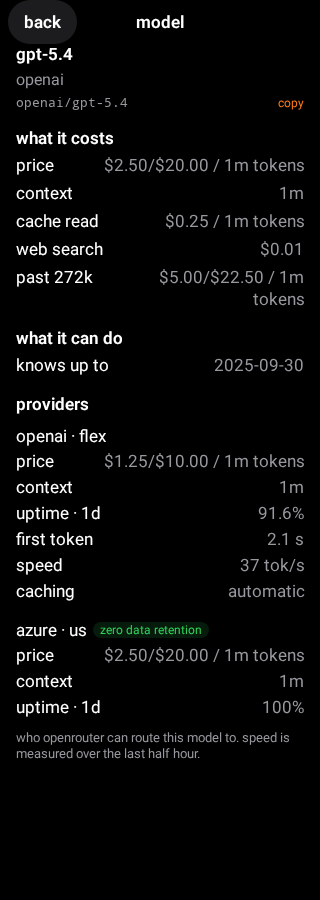 back
model
gpt-5.4
openai
openai/gpt-5.4
copy
what it costs
price $2.50/$20.00 / 1m tokens
context 1m
cache read $0.25 / 1m tokens
web search $0.01
past 272k $5.00/$22.50 / 1m
tokens
what it can do
knows up to 2025-09-30
providers
openai · flex
price $1.25/$10.00 / 1m tokens
context 1m
uptime · 1d 91.6%
first token 2.1 s
speed 37 tok/s
caching automatic
azure · us zero data retention
price $2.50/$20.00 / 1m tokens
context 1m
uptime · 1d 100%
who openrouter can route this model to. speed is
measured over the last half hour.